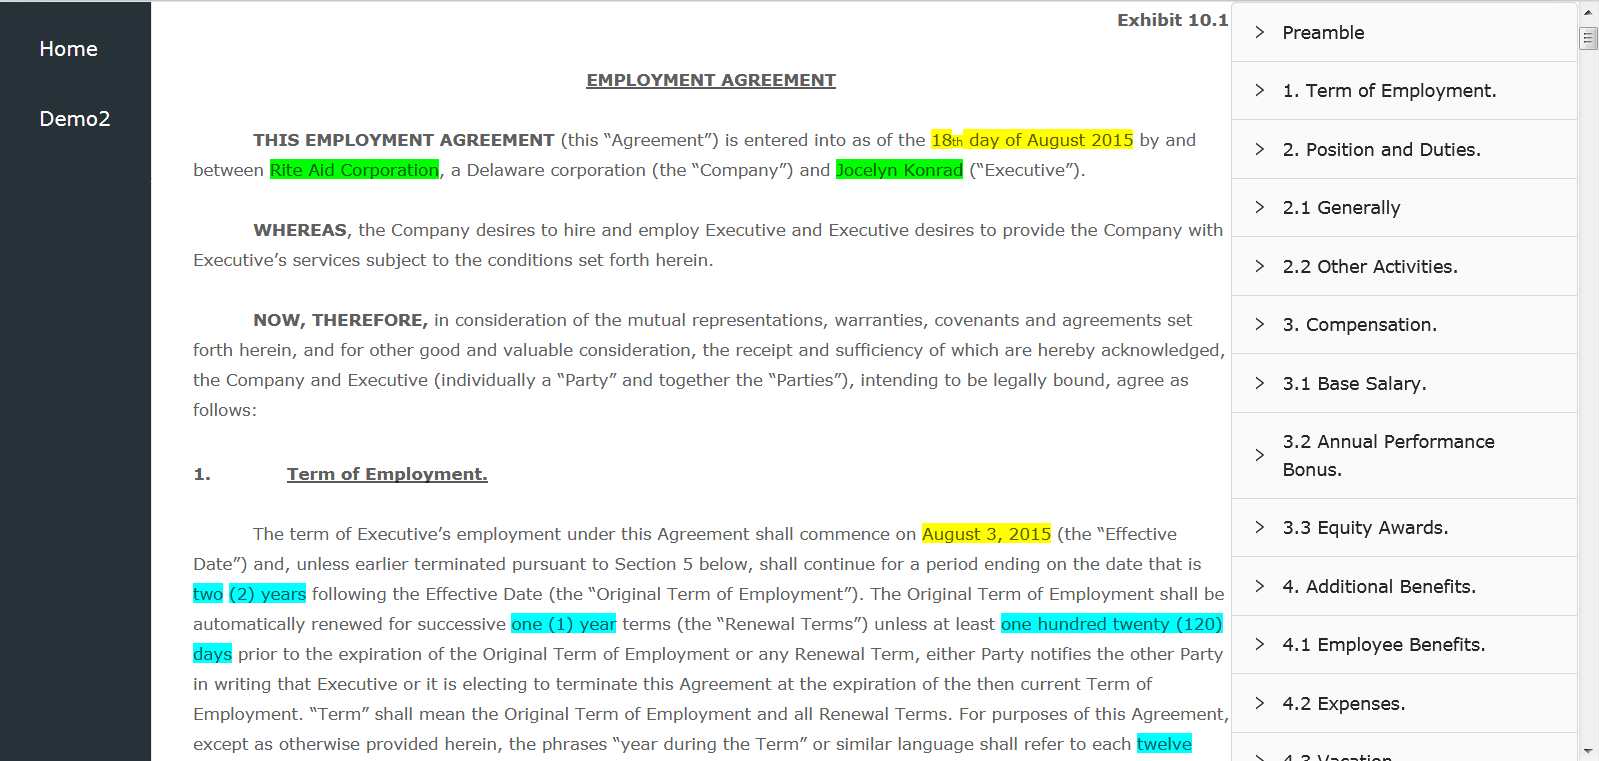 Home
Demo2
Exhibit 10.1
EMPLOYMENT AGREEMENT
THIS EMPLOYMENT AGREEMENT (this “Agreement”) is entered into as of the 18th day of August 2015 by and
between Rite Aid Corporation, a Delaware corporation (the “Company”) and Jocelyn Konrad (“Executive”).
WHEREAS, the Company desires to hire and employ Executive and Executive desires to provide the Company with
Executive’s services subject to the conditions set forth herein.
NOW, THEREFORE, in consideration of the mutual representations, warranties, covenants and agreements set
forth herein, and for other good and valuable consideration, the receipt and sufficiency of which are hereby acknowledged,
the Company and Executive (individually a “Party” and together the “Parties”), intending to be legally bound, agree as
follows:
1. Term of Employment.
The term of Executive’s employment under this Agreement shall commence on August 3, 2015 (the “Effective
Date”) and, unless earlier terminated pursuant to Section 5 below, shall continue for a period ending on the date that is
two (2) years following the Effective Date (the “Original Term of Employment”). The Original Term of Employment shall be
automatically renewed for successive one (1) year terms (the “Renewal Terms”) unless at least one hundred twenty (120)
days prior to the expiration of the Original Term of Employment or any Renewal Term, either Party notifies the other Party
in writing that Executive or it is electing to terminate this Agreement at the expiration of the then current Term of
Employment. “Term” shall mean the Original Term of Employment and all Renewal Terms. For purposes of this Agreement,
except as otherwise provided herein, the phrases “year during the Term” or similar language shall refer to each twelve
Preamble
1. Term of Employment.
2. Position and Duties.
2.1 Generally
2.2 Other Activities.
3. Compensation.
3.1 Base Salary.
3.2 Annual Performance
Bonus.
3.3 Equity Awards.
4. Additional Benefits.
4.1 Employee Benefits.
4.2 Expenses.
4.3 Vacation